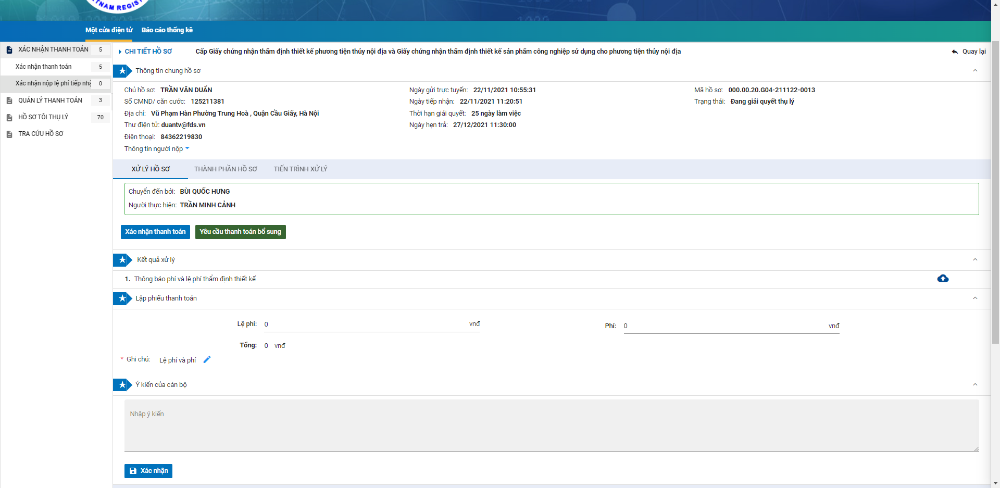 VIETNAM REGISTER
Một cửa điện tử
Báo cáo thống kê
XÁC NHẬN THANH TOÁN 5
Xác nhận thanh toán 5
Xác nhận nộp lệ phí tiếp nhậ 0
QUẢN LÝ THANH TOÁN 3
HỒ SƠ TÔI THỤ LÝ 70
TRA CỨU HỒ SƠ
CHI TIẾT HỒ SƠ
Cấp Giấy chứng nhận thẩm định thiết kế phương tiện thủy nội địa và Giấy chứng nhận thẩm định thiết kế sản phẩm công nghiệp sử dụng cho phương tiện thủy nội địa
Quay lại
Thông tin chung hồ sơ
Chủ hồ sơ: TRẦN VĂN DUẨN
Số CMND/ căn cước: 125211381
Địa chỉ: Vũ Phạm Hàn Phường Trung Hoà , Quận Cầu Giấy, Hà Nội
Thư điện tử: duantv@fds.vn
Điện thoại: 84362219830
Thông tin người nộp
Ngày gửi trực tuyến: 22/11/2021 10:55:31
Ngày tiếp nhận: 22/11/2021 11:20:51
Thời hạn giải quyết: 25 ngày làm việc
Ngày hẹn trả: 27/12/2021 11:30:00
Mã hồ sơ: 000.00.20.G04-211122-0013
Trạng thái: Đang giải quyết thụ lý
XỬ LÝ HỒ SƠ
THÀNH PHẦN HỒ SƠ
TIẾN TRÌNH XỬ LÝ
Chuyển đến bởi: BÙI QUỐC HƯNG
Người thực hiện: TRẦN MINH CẢNH
Xác nhận thanh toán
Yêu cầu thanh toán bổ sung
Kết quả xử lý
1. Thông báo phí và lệ phí thẩm định thiết kế
Lập phiếu thanh toán
Lệ phí: 0 vnđ
Phí: 0 vnđ
Tổng: 0 vnđ
* Ghi chú: Lệ phí và phí
Ý kiến của cán bộ
Nhập ý kiến
Xác nhận